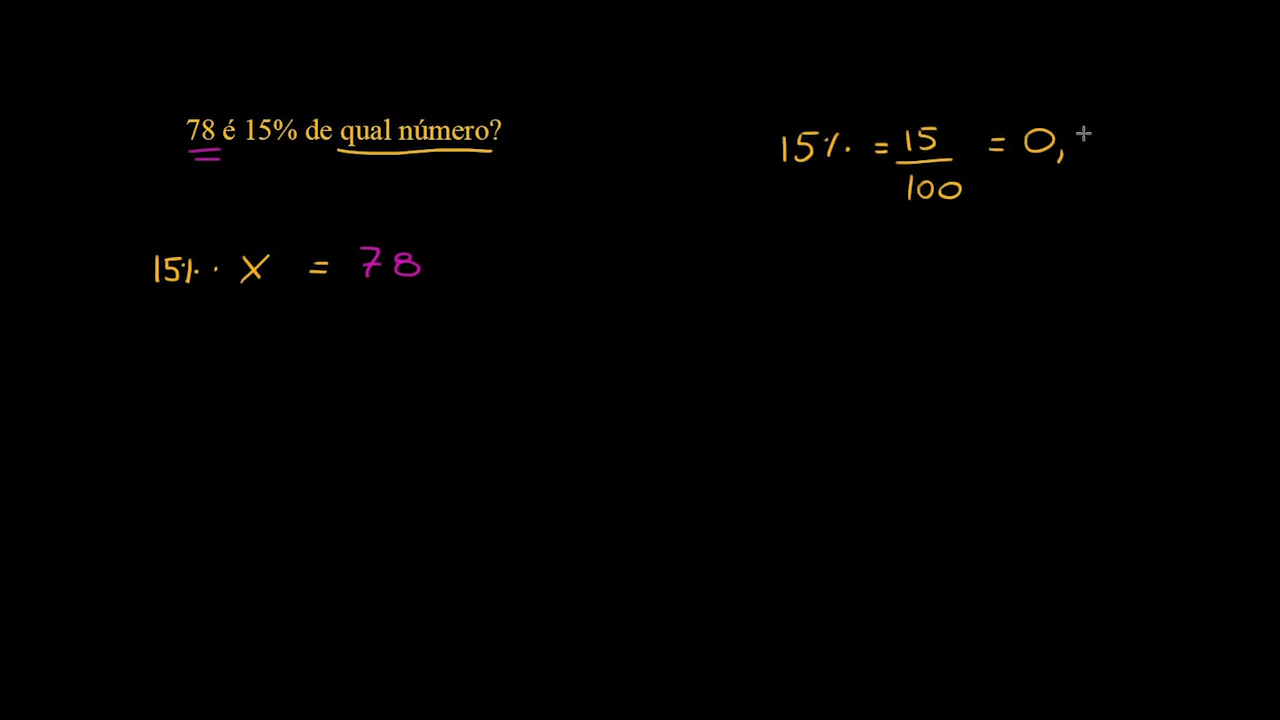 78 é 15% de qual número?
15% = 15/100 = 0,
15% · X = 78